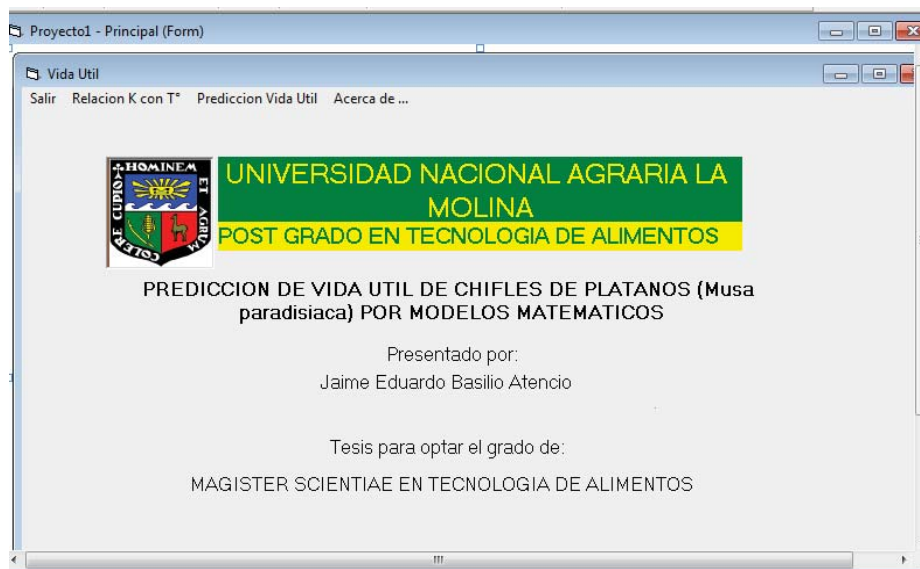 Proyecto1 - Principal (Form)
Vida Util
Salir Relacion K con T° Prediccion Vida Util Acerca de ...
HOMINEM
ET AGRUM
COLERE CUPIO
UNIVERSIDAD NACIONAL AGRARIA LA
MOLINA
POST GRADO EN TECNOLOGIA DE ALIMENTOS
PREDICCION DE VIDA UTIL DE CHIFLES DE PLATANOS (Musa
paradisiaca) POR MODELOS MATEMATICOS
Presentado por:
Jaime Eduardo Basilio Atencio
Tesis para optar el grado de:
MAGISTER SCIENTIAE EN TECNOLOGIA DE ALIMENTOS